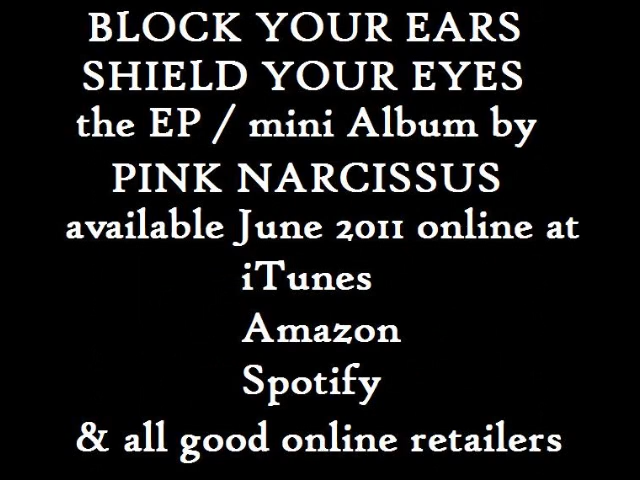 BLOCK YOUR EARS
SHIELD YOUR EYES
the EP / mini Album by
PINK NARCISSUS
available June 2011 online at
iTunes
Amazon
Spotify
& all good online retailers